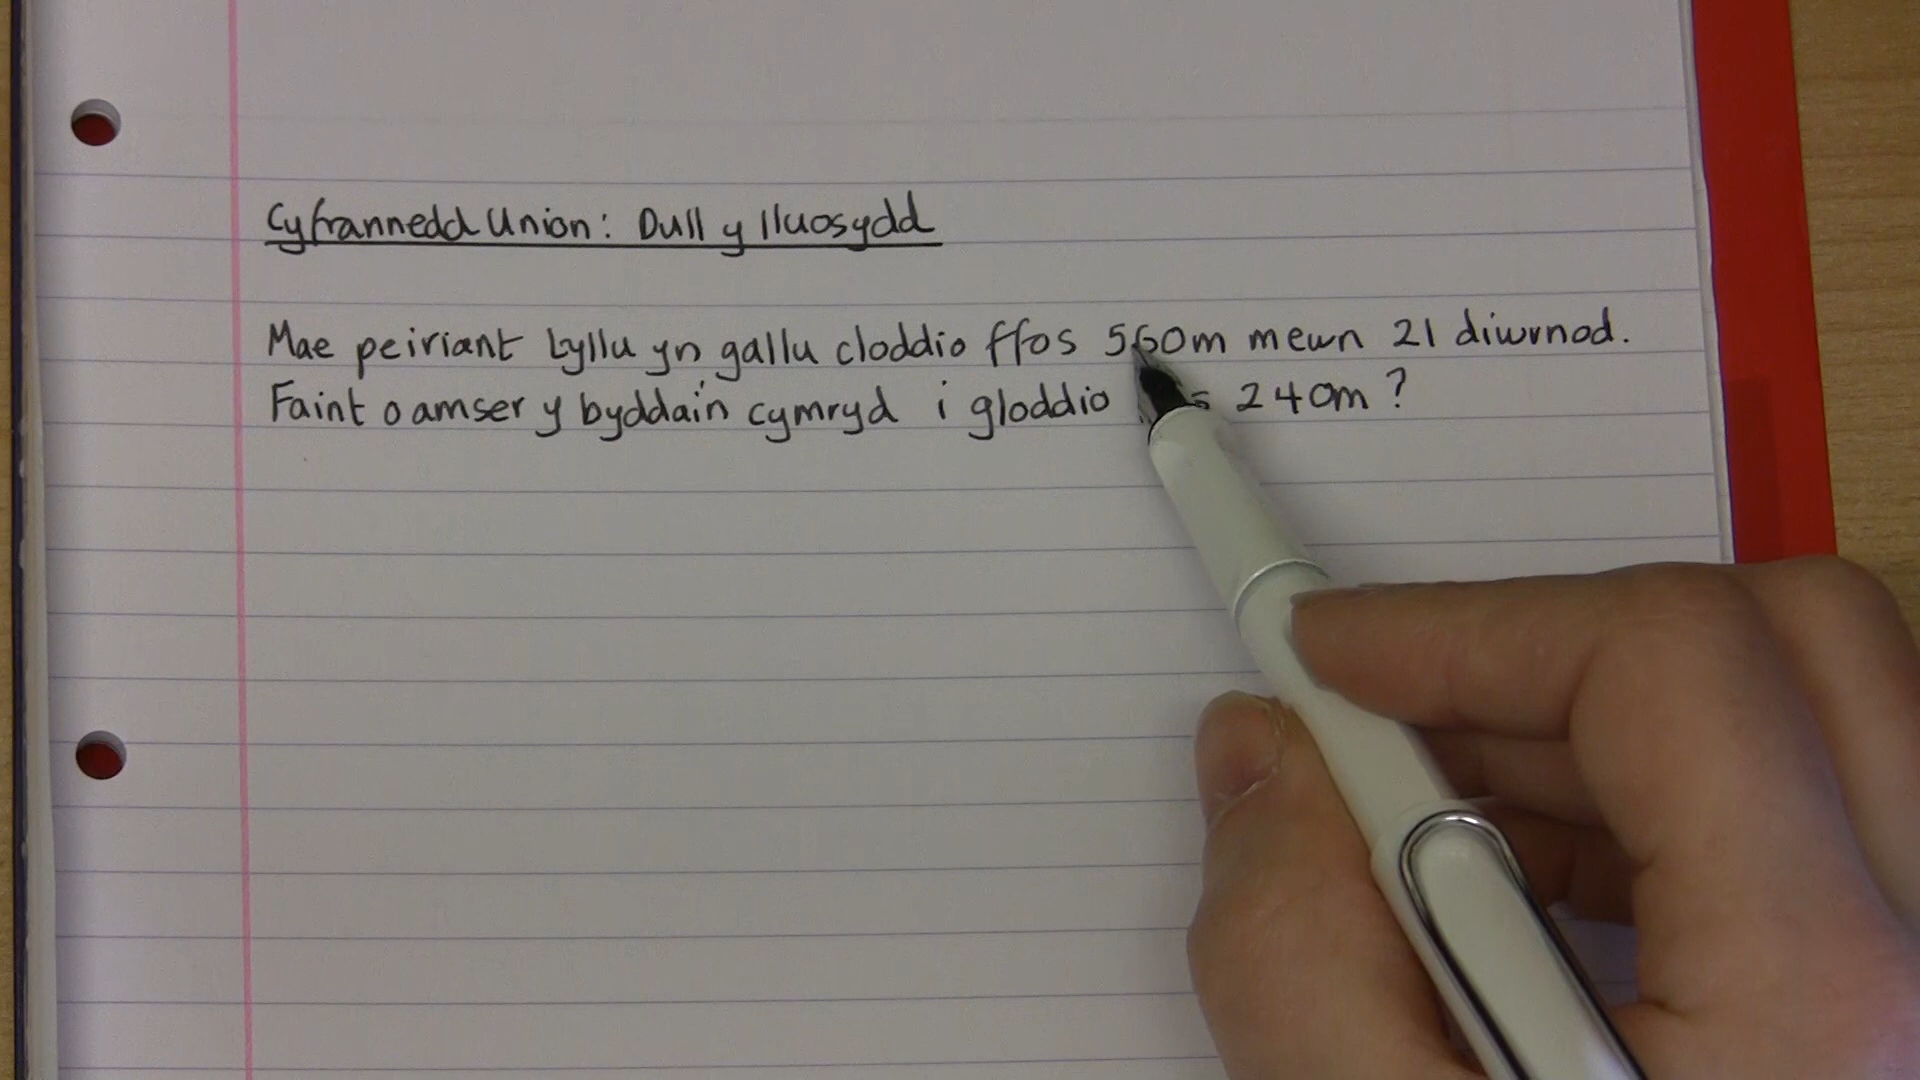 Cyfrannedd Union: Dull y lluosydd
Mae peiriant tyllu yn gallu cloddio ffos 560m mewn 21 diwrnod.
Faint o amser y byddai'n cymryd i gloddio 240m?